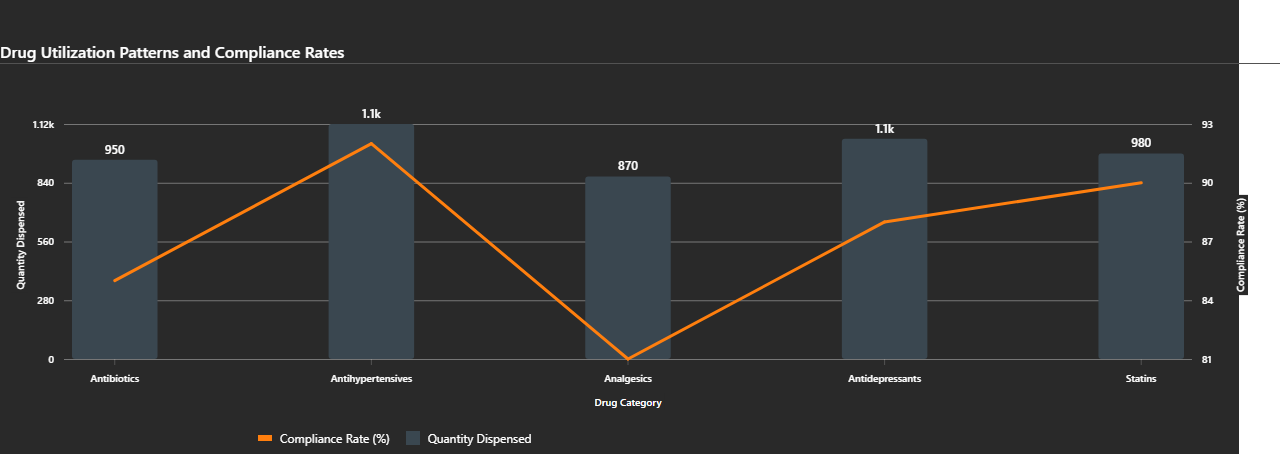 Drug Utilization Patterns and Compliance Rates
1.1k
1.12k
93
1.1k
950
980
870
840
90
Quantity Dispensed
Compliance Rate (%)
560
87
280
84
0
81
Antibiotics
Antihypertensives
Analgesics
Antidepressants
Statins
Drug Category
Compliance Rate (%)
Quantity Dispensed